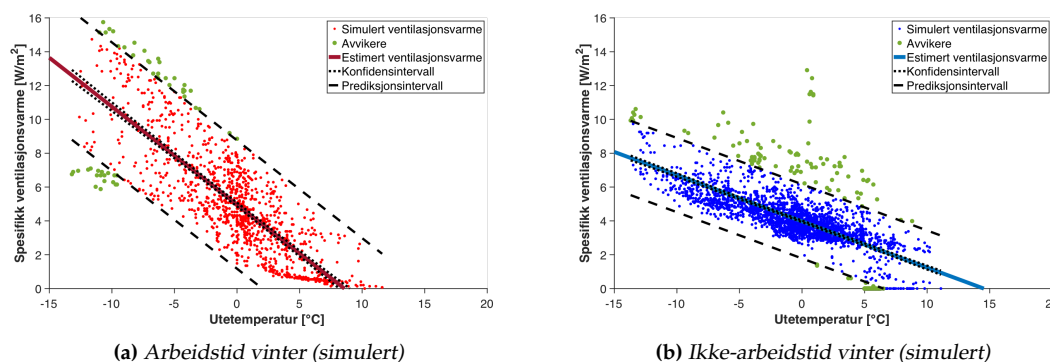 16
14
12
10
8
6
4
2
0
Spesifikk ventilasjonsvarme [W/m²]
-15 -10 -5 0 5 10 15 20
Utetemperatur [°C]
Simulert ventilasjonsvarme
Avvikere
Estimert ventilasjonsvarme
Konfidensintervall
Prediksjonsintervall
(a) Arbeidstid vinter (simulert)
16
14
12
10
8
6
4
2
0
Spesifikk ventilasjonsvarme [W/m²]
-15 -10 -5 0 5 10 15 20
Utetemperatur [°C]
Simulert ventilasjonsvarme
Avvikere
Estimert ventilasjonsvarme
Konfidensintervall
Prediksjonsintervall
(b) Ikke-arbeidstid vinter (simulert)